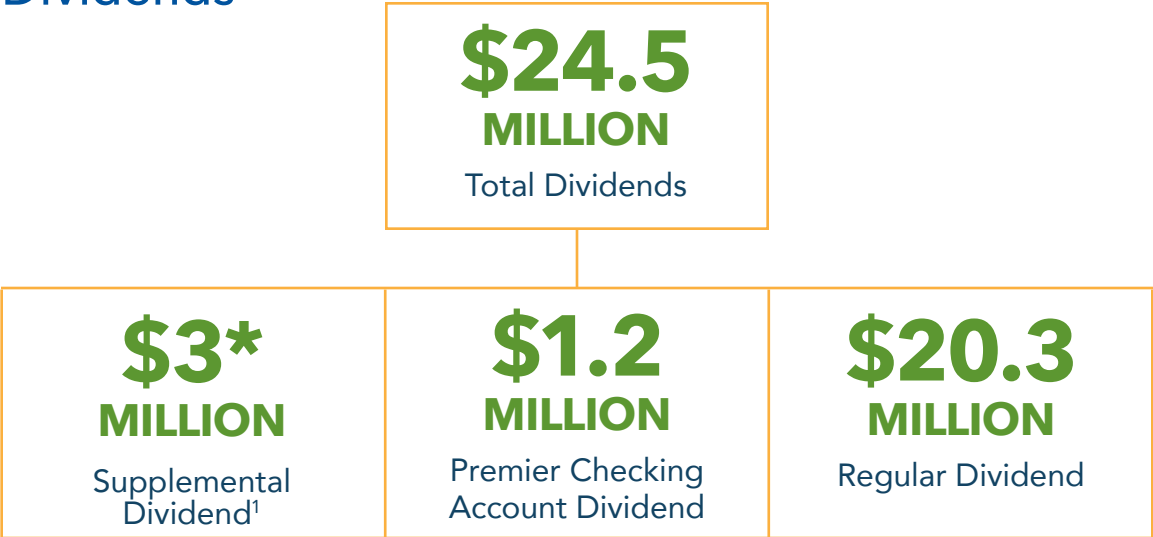 Dividends
$24.5
MILLION
Total Dividends
$3*
MILLION
Supplemental
Dividend¹
$1.2
MILLION
Premier Checking
Account Dividend
$20.3
MILLION
Regular Dividend